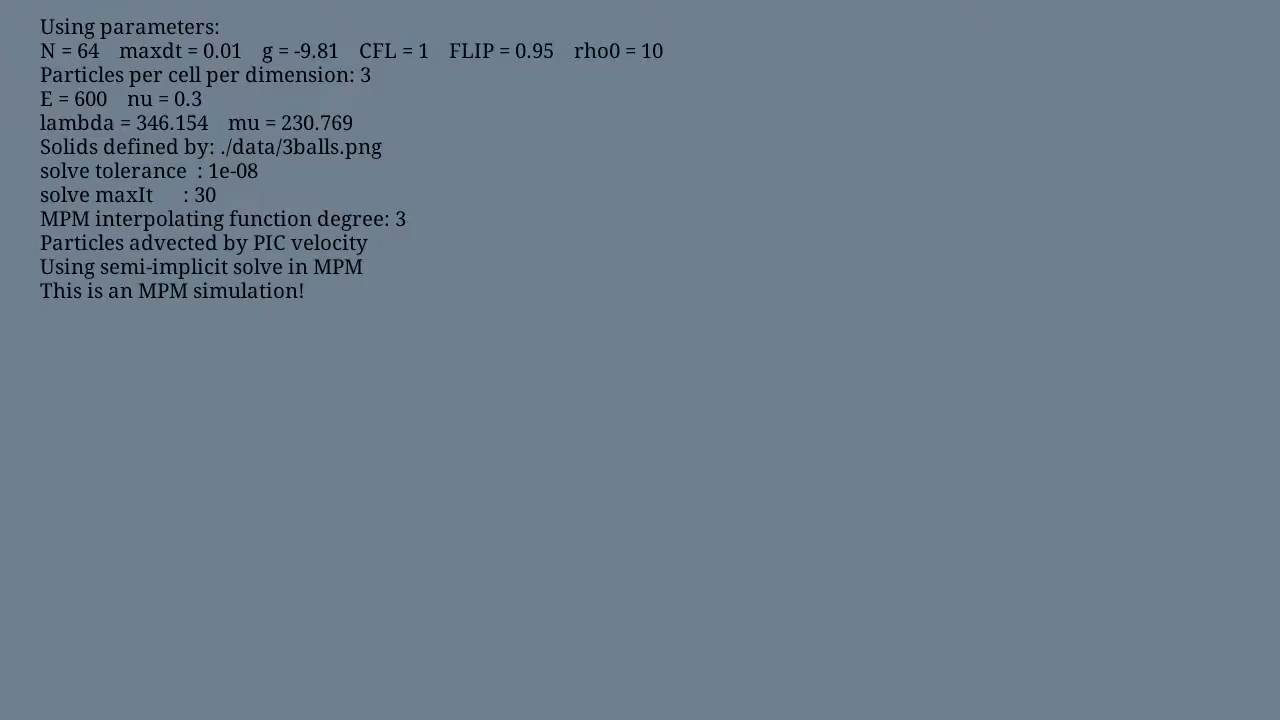 Using parameters:
N = 64    maxdt = 0.01    g = -9.81    CFL = 1    FLIP = 0.95    rho0 = 10
Particles per cell per dimension: 3
E = 600    nu = 0.3
lambda = 346.154    mu = 230.769
Solids defined by: ./data/3balls.png
solve tolerance  : 1e-08
solve maxIt      : 30
MPM interpolating function degree: 3
Particles advected by PIC velocity
Using semi-implicit solve in MPM
This is an MPM simulation!